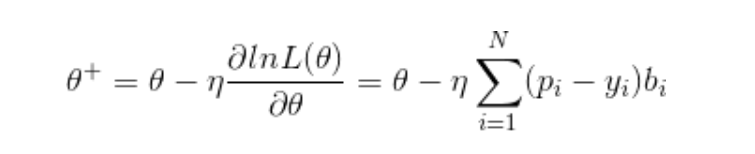 θ⁺ = θ − η ∂lnL(θ)/∂θ = θ − η ∑_{i=1}^{N} (p_i − y_i)b_i